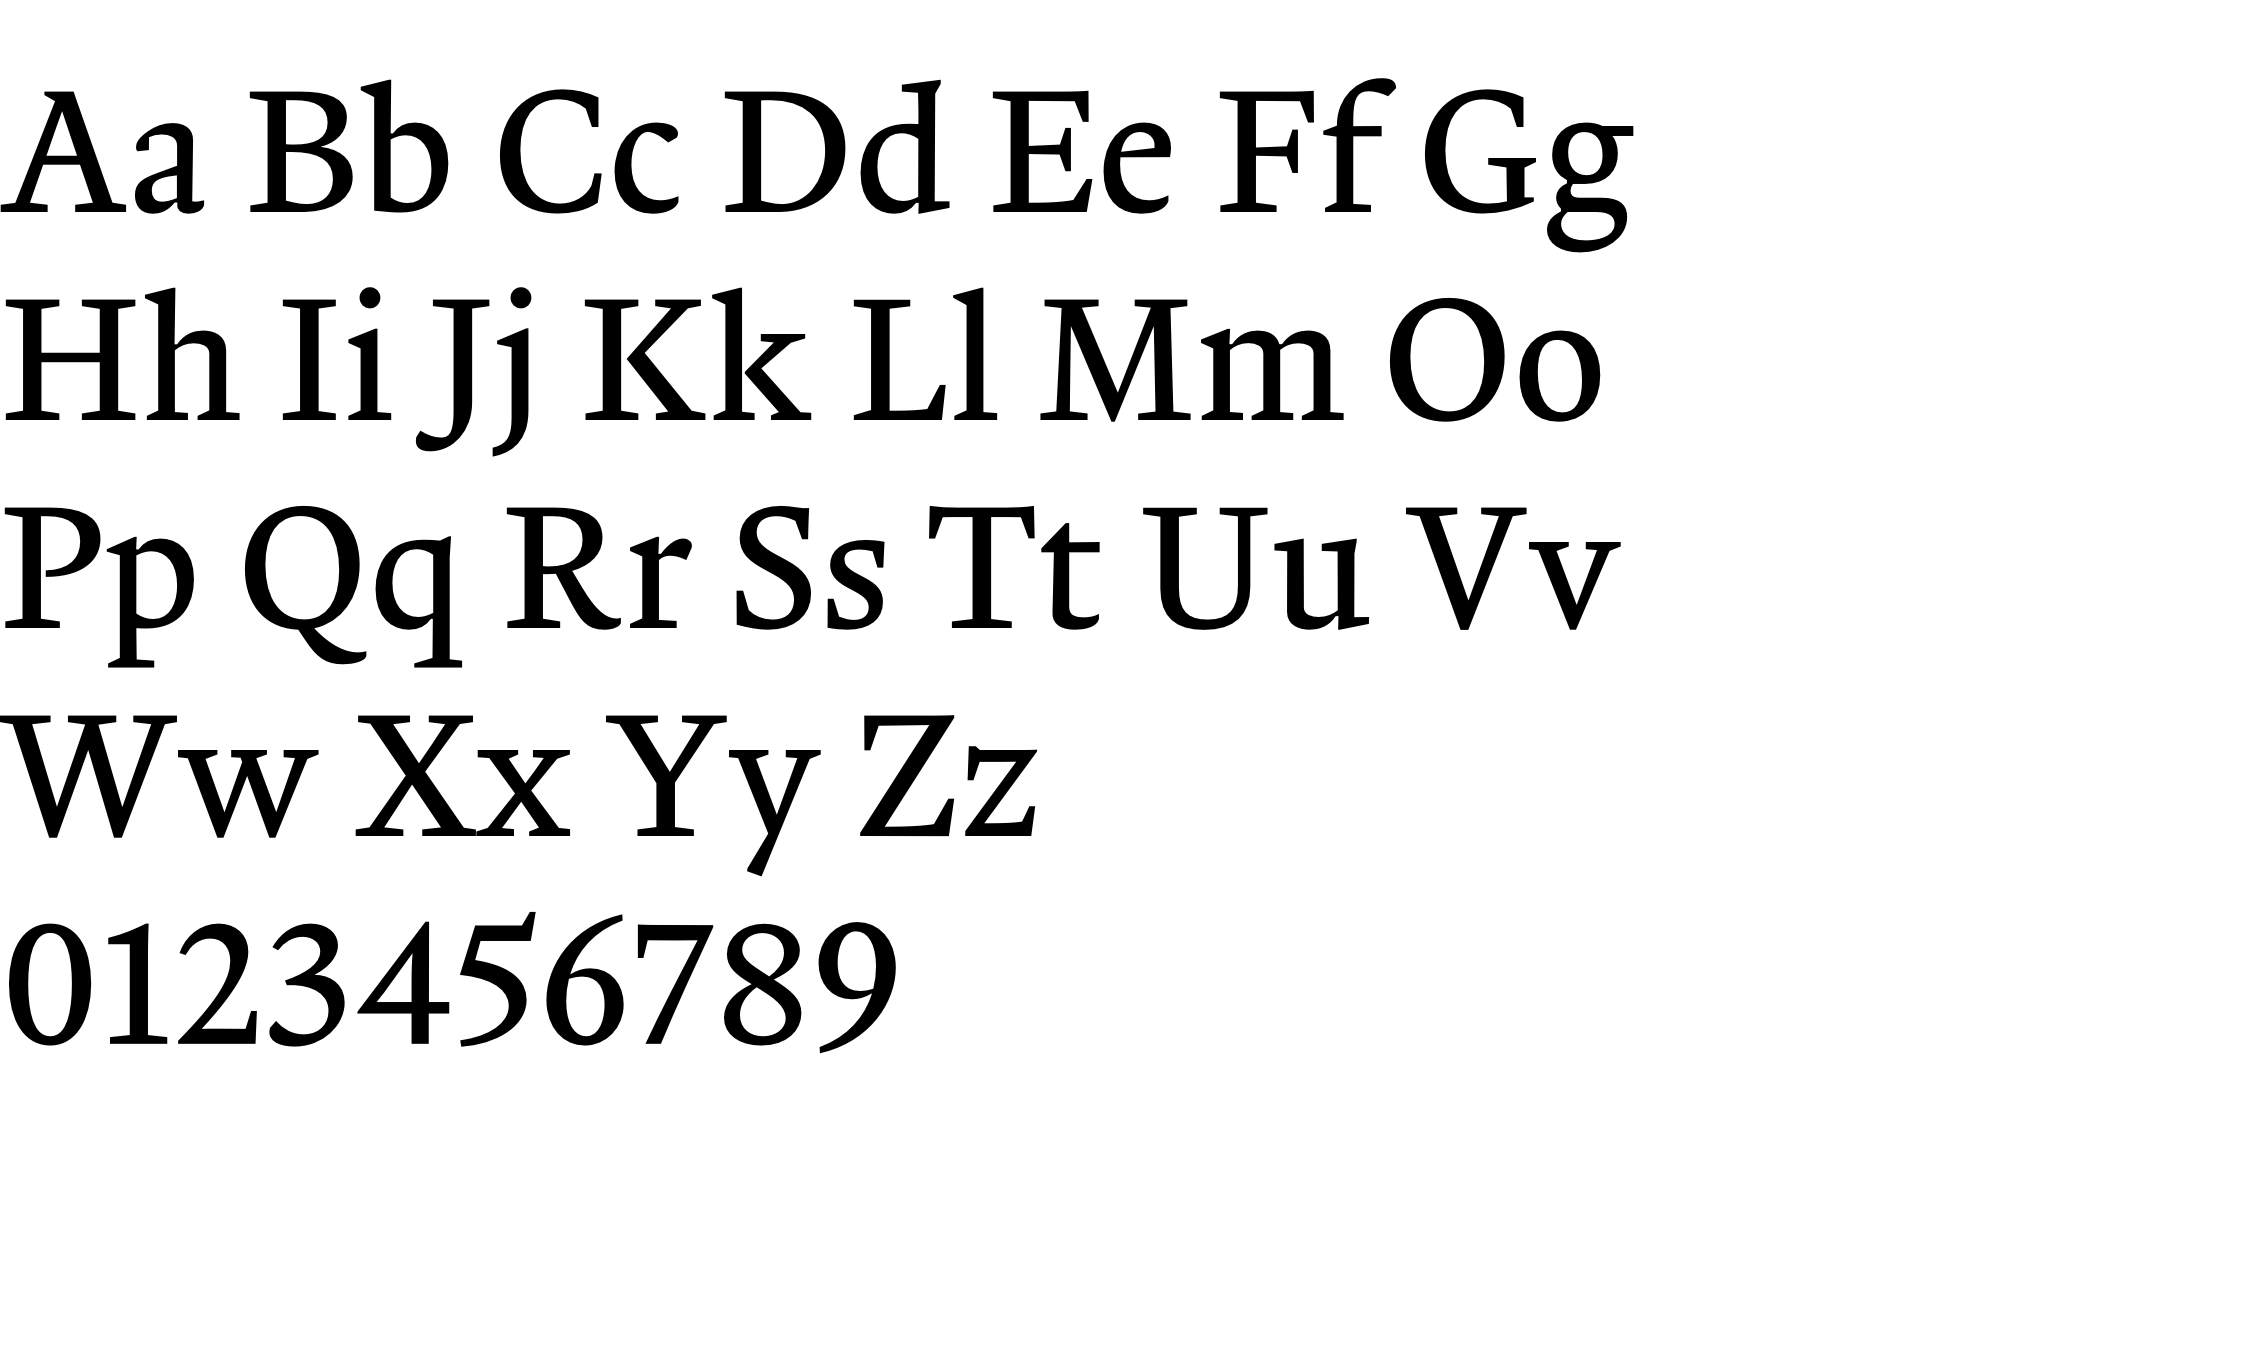 Aa Bb Cc Dd Ee Ff Gg
Hh Ii Jj Kk Ll Mm Oo
Pp Qq Rr Ss Tt Uu Vv
Ww Xx Yy Zz
0123456789